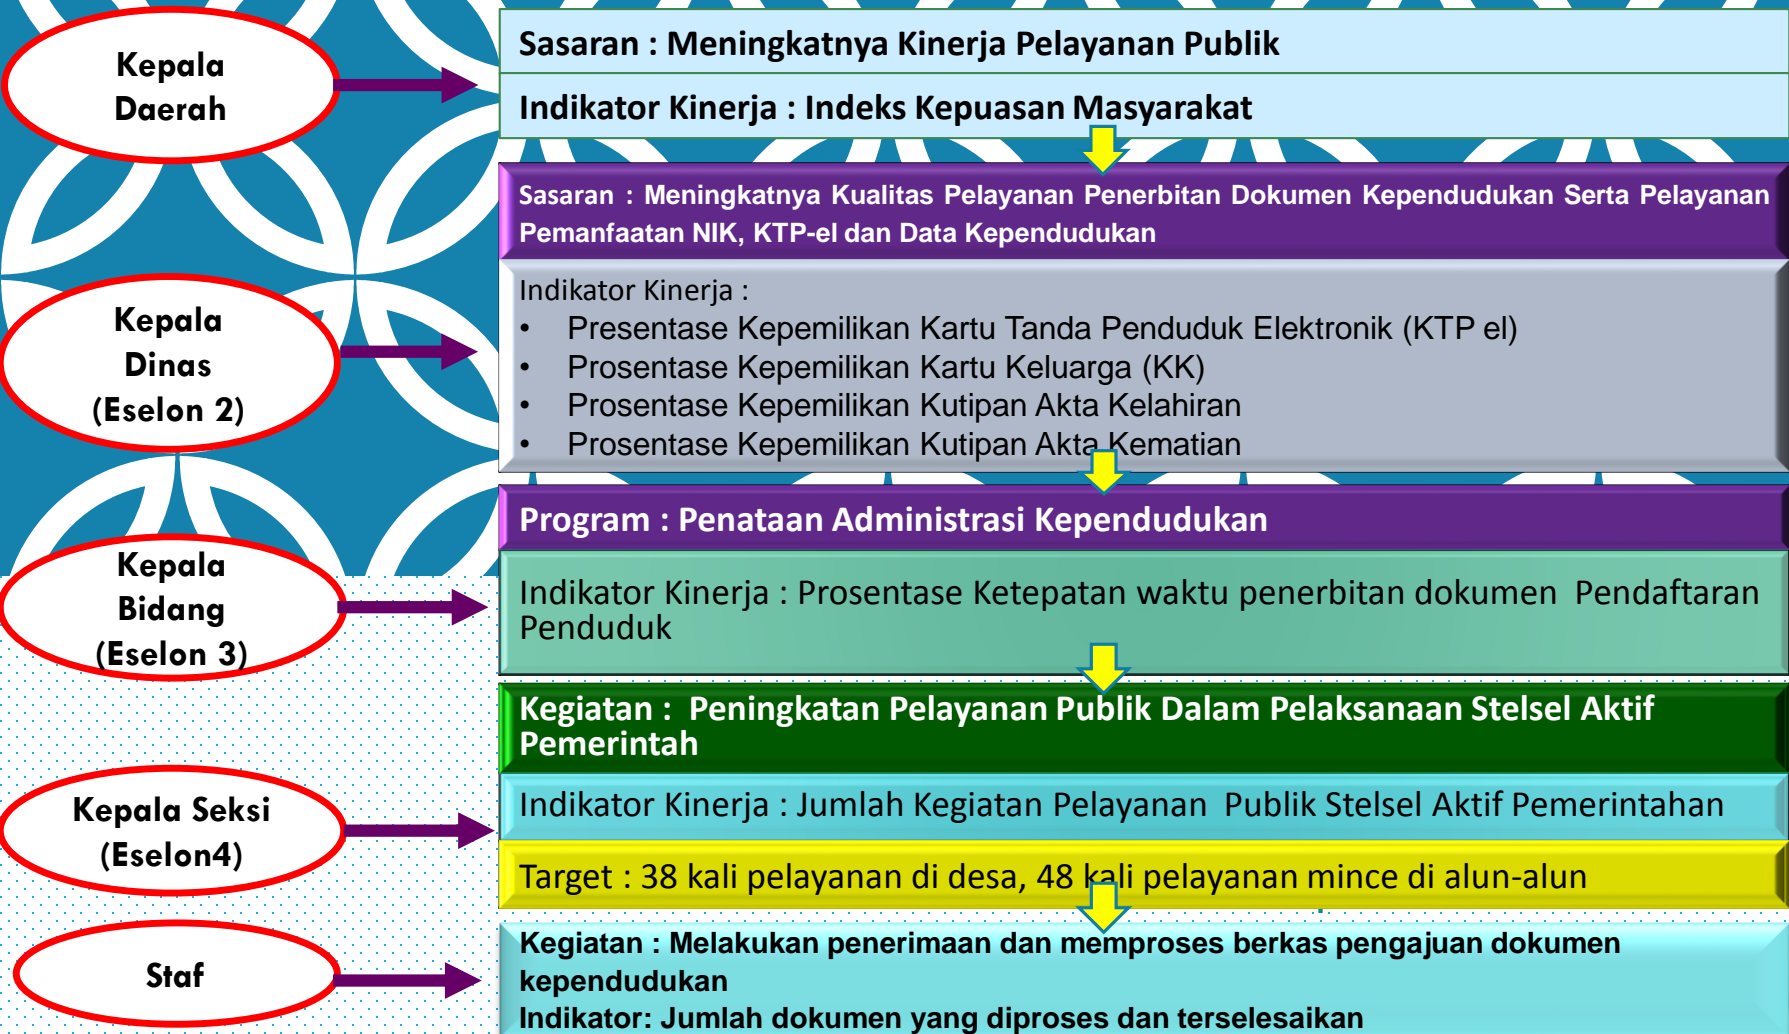 Kepala
Daerah
Sasaran : Meningkatnya Kinerja Pelayanan Publik
Indikator Kinerja : Indeks Kepuasan Masyarakat
Sasaran : Meningkatnya Kualitas Pelayanan Penerbitan Dokumen Kependudukan Serta Pelayanan
Pemanfaatan NIK, KTP-el dan Data Kependudukan
Kepala
Dinas
(Eselon 2)
Indikator Kinerja :
• Presentase Kepemilikan Kartu Tanda Penduduk Elektronik (KTP el)
• Prosentase Kepemilikan Kartu Keluarga (KK)
• Prosentase Kepemilikan Kutipan Akta Kelahiran
• Prosentase Kepemilikan Kutipan Akta Kematian
Kepala
Bidang
(Eselon 3)
Program : Penataan Administrasi Kependudukan
Indikator Kinerja : Prosentase Ketepatan waktu penerbitan dokumen Pendaftaran
Penduduk
Kegiatan : Peningkatan Pelayanan Publik Dalam Pelaksanaan Stelsel Aktif
Pemerintah
Kepala Seksi
(Eselon4)
Indikator Kinerja : Jumlah Kegiatan Pelayanan Publik Stelsel Aktif Pemerintahan
Target : 38 kali pelayanan di desa, 48 kali pelayanan mince di alun-alun
Staf
Kegiatan : Melakukan penerimaan dan memproses berkas pengajuan dokumen
kependudukan
Indikator: Jumlah dokumen yang diproses dan terselesaikan